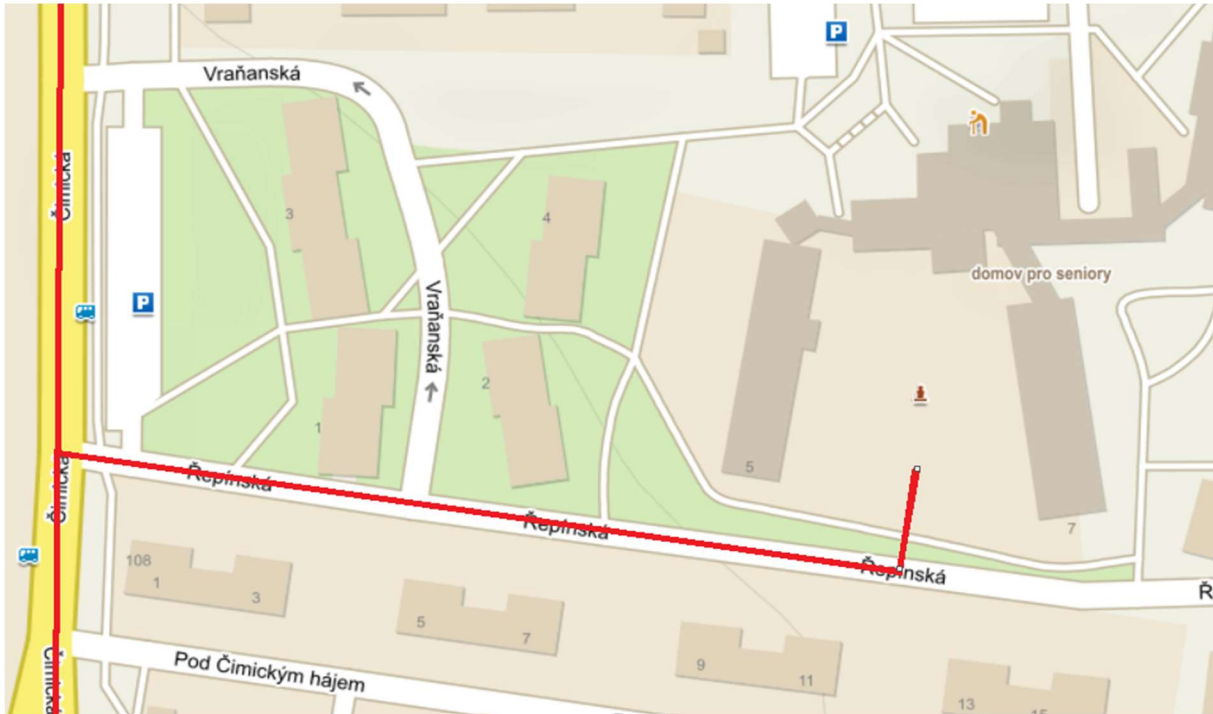 P
Vraňanská
Čimická
3
4
domov pro seniory
P
Vraňanská
2
1
5
Čimická
Řepínská
Řepínská
7
Řepínská
Ř
108
1
3
5
7
9
11
13
15
Pod Čimickým hájem
Čimická